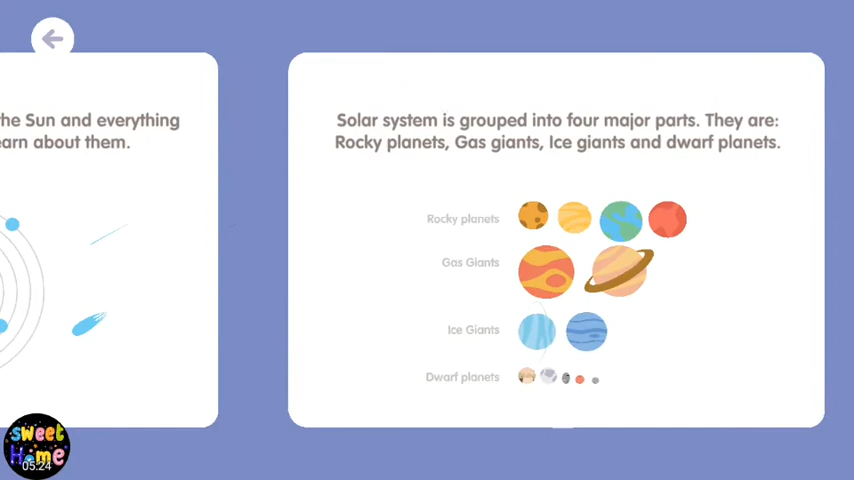 the Sun and everything
earn about them.
Solar system is grouped into four major parts. They are:
Rocky planets, Gas giants, Ice giants and dwarf planets.
Rocky planets
Gas Giants
Ice Giants
Dwarf planets
sweet
Home
05:24